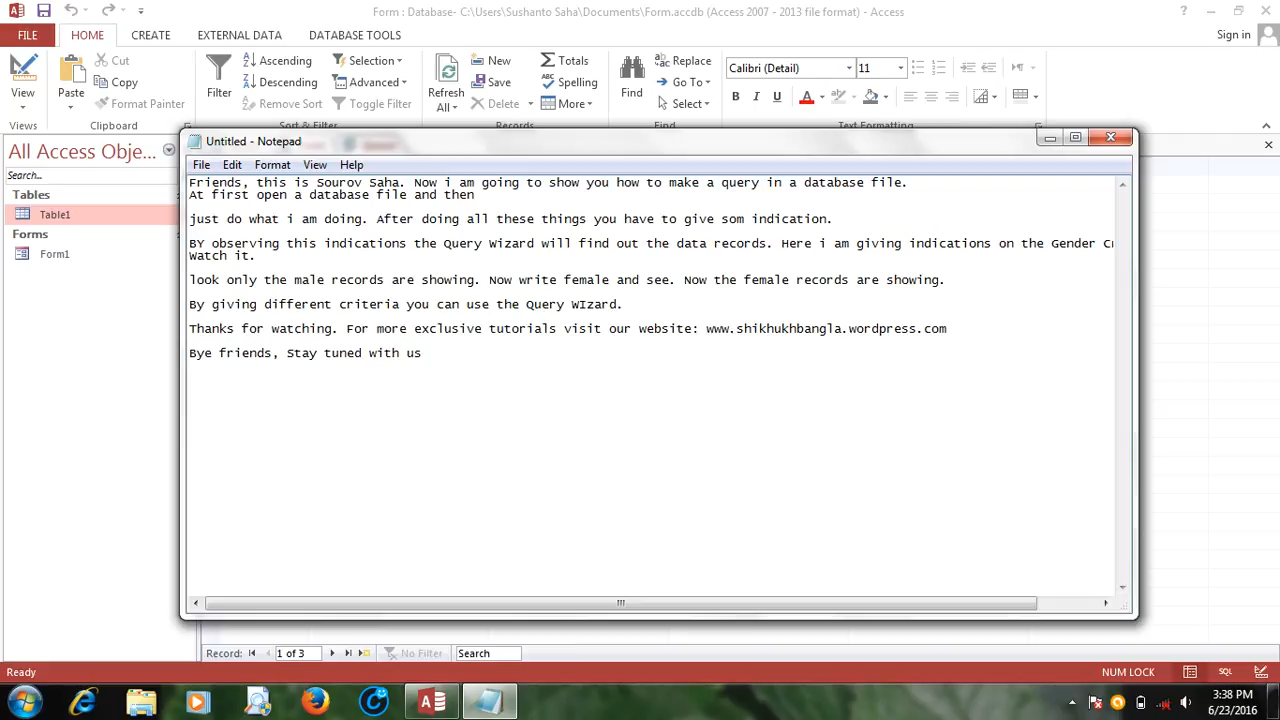 Form : Database- C:\Users\Sushanto Saha\Documents\Form.accdb (Access 2007 - 2013 file format) - Access
FILE HOME CREATE EXTERNAL DATA DATABASE TOOLS Sign in
View Paste Cut Copy Format Painter Filter Ascending Descending Remove Sort Selection Advanced Toggle Filter Refresh All New Save Delete Totals Spelling More Find Replace Go To Select Calibri (Detail) 11 B I U A
Views Clipboard Sort & Filter Records Find Text Formatting
All Access Obje...
Search...
Tables
Table1
Forms
Form1
Untitled - Notepad
File Edit Format View Help
Friends, this is Sourov Saha. Now i am going to show you how to make a query in a database file.
At first open a database file and then
just do what i am doing. After doing all these things you have to give som indication.
BY observing this indications the Query Wizard will find out the data records. Here i am giving indications on the Gender
Watch it.
look only the male records are showing. Now write female and see. Now the female records are showing.
By giving different criteria you can use the Query WIzard.
Thanks for watching. For more exclusive tutorials visit our website: www.shikhukhbangla.wordpress.com
Bye friends, Stay tuned with us
Record: 1 of 3 No Filter Search
Ready NUM LOCK SQL
3:38 PM
6/23/2016